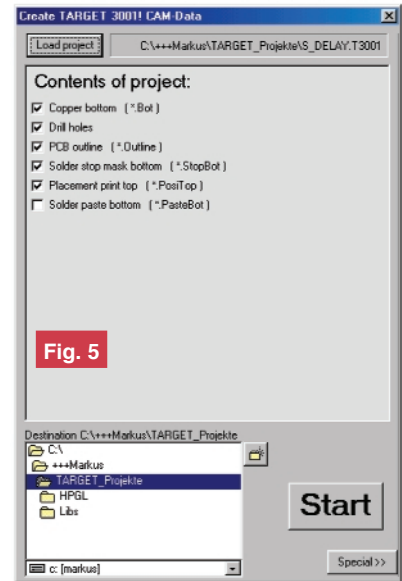 Create TARGET 3001! CAM-Data
Load project C:\+++Markus\TARGET_Projekte\S_DELAY.T3001
Contents of project:
Copper bottom ( *.Bot )
Drill holes
PCB outline ( *.Outline )
Solder stop mask bottom ( *.StopBot )
Placement print top ( *.PosiTop )
Solder paste bottom ( *.PasteBot )
Fig. 5
Destination C:\+++Markus\TARGET_Projekte
C:\
+++Markus
TARGET_Projekte
HPGL
Libs
Start
c: [markus]
Special >>